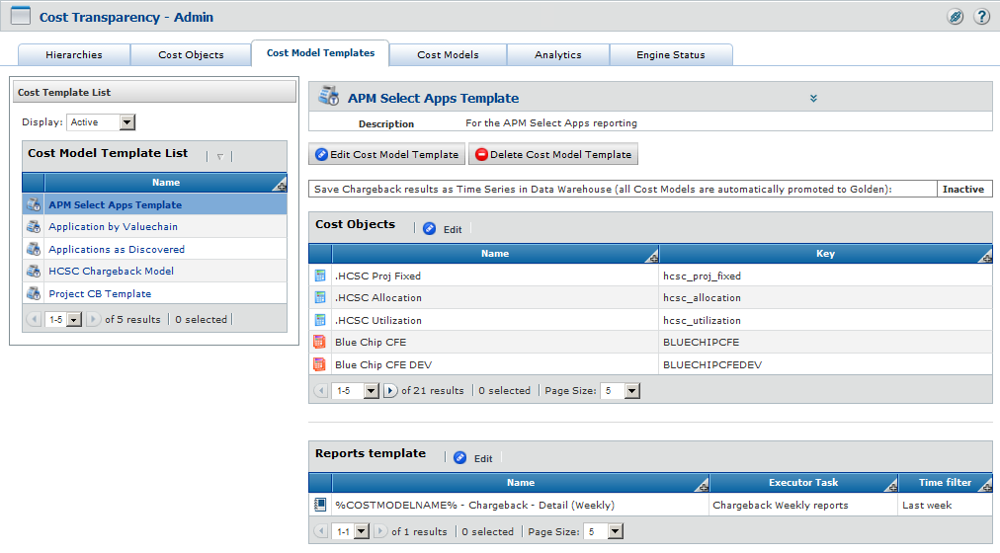 Cost Transparency - Admin
?
Hierarchies
Cost Objects
Cost Model Templates
Cost Models
Analytics
Engine Status
Cost Template List
Display: Active
Cost Model Template List
Name
APM Select Apps Template
Application by Valuechain
Applications as Discovered
HCSC Chargeback Model
Project CB Template
1-5 of 5 results 0 selected
APM Select Apps Template
Description For the APM Select Apps reporting
Edit Cost Model Template Delete Cost Model Template
Save Chargeback results as Time Series in Data Warehouse (all Cost Models are automatically promoted to Golden): Inactive
Cost Objects Edit
Name Key
.HCSC Proj Fixed hcsc_proj_fixed
.HCSC Allocation hcsc_allocation
.HCSC Utilization hcsc_utilization
Blue Chip CFE BLUECHIPCFE
Blue Chip CFE DEV BLUECHIPCFEDEV
1-5 of 21 results 0 selected Page Size: 5
Reports template Edit
Name Executor Task Time filter
%COSTMODELNAME% - Chargeback - Detail (Weekly) Chargeback Weekly reports Last week
1-1 of 1 results 0 selected Page Size: 5